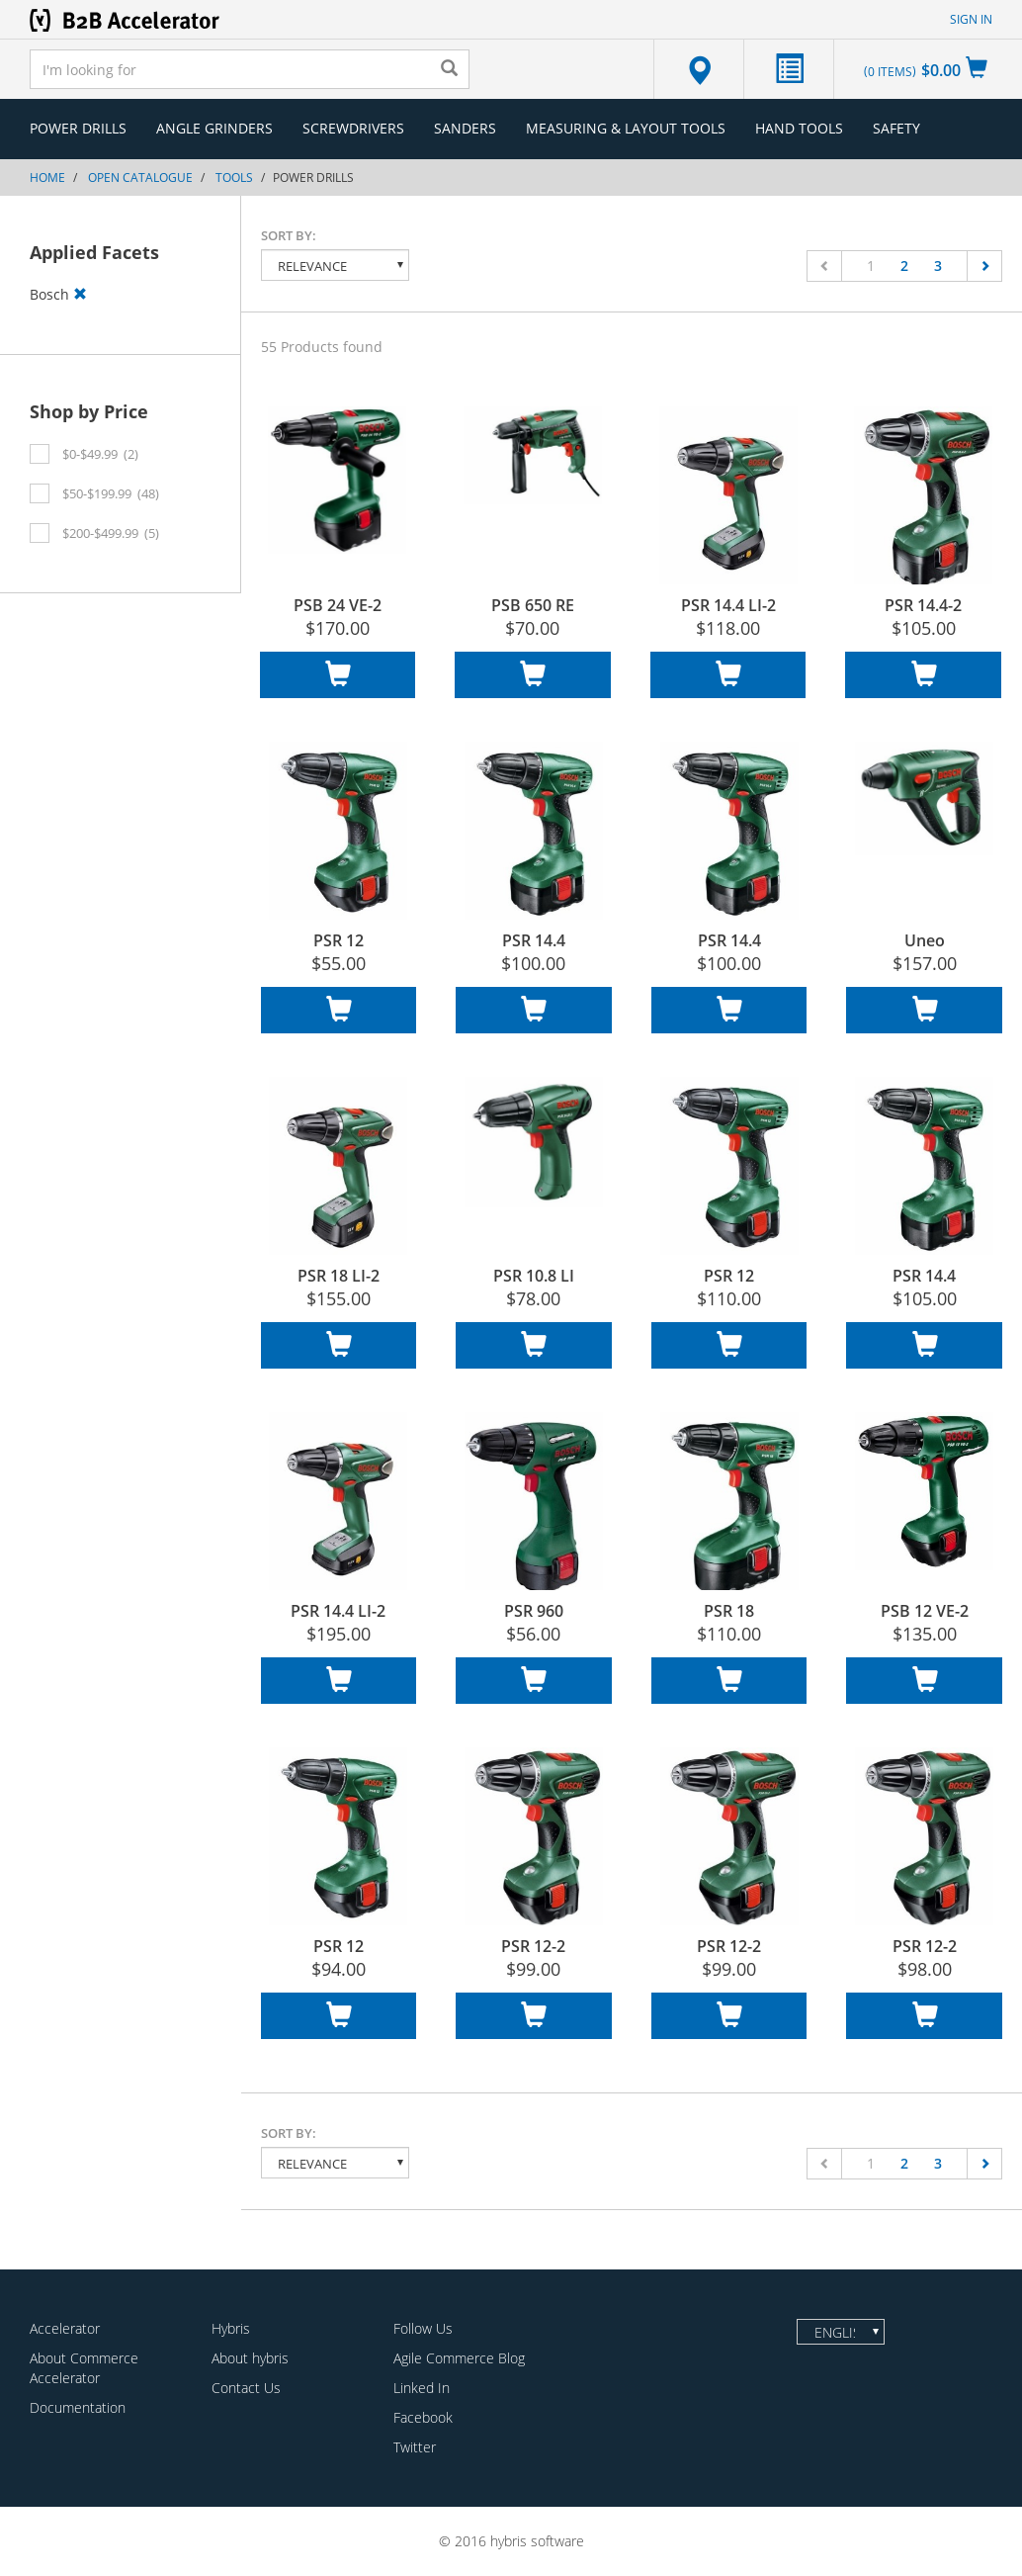 B2B Accelerator
SIGN IN
I'm looking for
(0 ITEMS) $0.00
POWER DRILLS ANGLE GRINDERS SCREWDRIVERS SANDERS MEASURING & LAYOUT TOOLS HAND TOOLS SAFETY
HOME / OPEN CATALOGUE / TOOLS / POWER DRILLS
Applied Facets
Bosch
Shop by Price
$0-$49.99 (2)
$50-$199.99 (48)
$200-$499.99 (5)
SORT BY:
RELEVANCE
1 2 3
55 Products found
PSB 24 VE-2 PSB 650 RE PSR 14.4 LI-2 PSR 14.4-2
$170.00 $70.00 $118.00 $105.00
PSR 12 PSR 14.4 PSR 14.4 Uneo
$55.00 $100.00 $100.00 $157.00
PSR 18 LI-2 PSR 10.8 LI PSR 12 PSR 14.4
$155.00 $78.00 $110.00 $105.00
PSR 14.4 LI-2 PSR 960 PSR 18 PSB 12 VE-2
$195.00 $56.00 $110.00 $135.00
PSR 12 PSR 12-2 PSR 12-2 PSR 12-2
$94.00 $99.00 $99.00 $98.00
SORT BY:
RELEVANCE
1 2 3
Accelerator
About Commerce
Accelerator
Documentation
Hybris
About hybris
Contact Us
Follow Us
Agile Commerce Blog
Linked In
Facebook
Twitter
ENGLIS
© 2016 hybris software